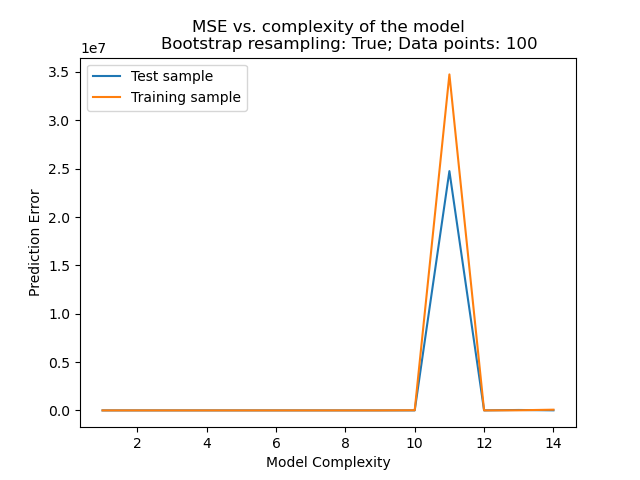 MSE vs. complexity of the model
Bootstrap resampling: True; Data points: 100
1e7
Test sample
Training sample
3.5
3.0
2.5
2.0
1.5
1.0
0.5
0.0
Prediction Error
2 4 6 8 10 12 14
Model Complexity